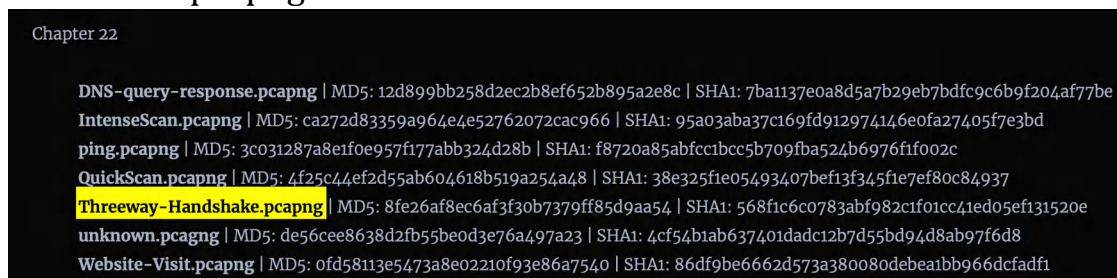 Chapter 22
DNS-query-response.pcapng | MD5: 12d899bb258d2ec2b8ef652b895a2e8c | SHA1: 7ba1137e0a8d5a7b29eb7bdfc9c6b9f204af77be
IntenseScan.pcapng | MD5: ca272d83359a964e4e52762072cac966 | SHA1: 95a03aba37c169fd912974146e0fa27405f7e3bd
ping.pcapng | MD5: 3c031287a8e1f0e957f177abb324d28b | SHA1: f8720a85abfcc1bcc5b709fba524b6976f1f002c
QuickScan.pcapng | MD5: 4f25c44ef2d55ab604618b519a254a48 | SHA1: 38e325f1e05493407bef13f345f1e7ef80c84937
Threeway-Handshake.pcapng | MD5: 8fe26af8ec6af3f30b7379ff85d9aa54 | SHA1: 568f1c6c0783abf982c1f01cc41ed05ef131520e
unknown.pcagng | MD5: de56cee8638d2fb55be0d3e76a497a23 | SHA1: 4cf54b1ab637401dadc12b7d55bd94d8ab97f6d8
Website-Visit.pcapng | MD5: 0fd58113e5473a8e02210f93e86a7540 | SHA1: 86df9be6662d573a380080debea1bb966dcfadf1